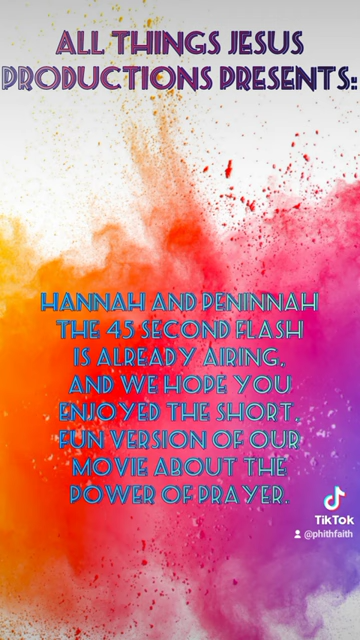 ALL THINGS JESUS
PRODUCTIONS PRESENTS:
HANNAH AND PENINNAH
THE 45 SECOND FLASH
IS ALREADY AIRING,
AND WE HOPE YOU
ENJOYED THE SHORT,
FUN VERSION OF OUR
MOVIE ABOUT THE
POWER OF PRAYER.
TikTok
@phithfaith